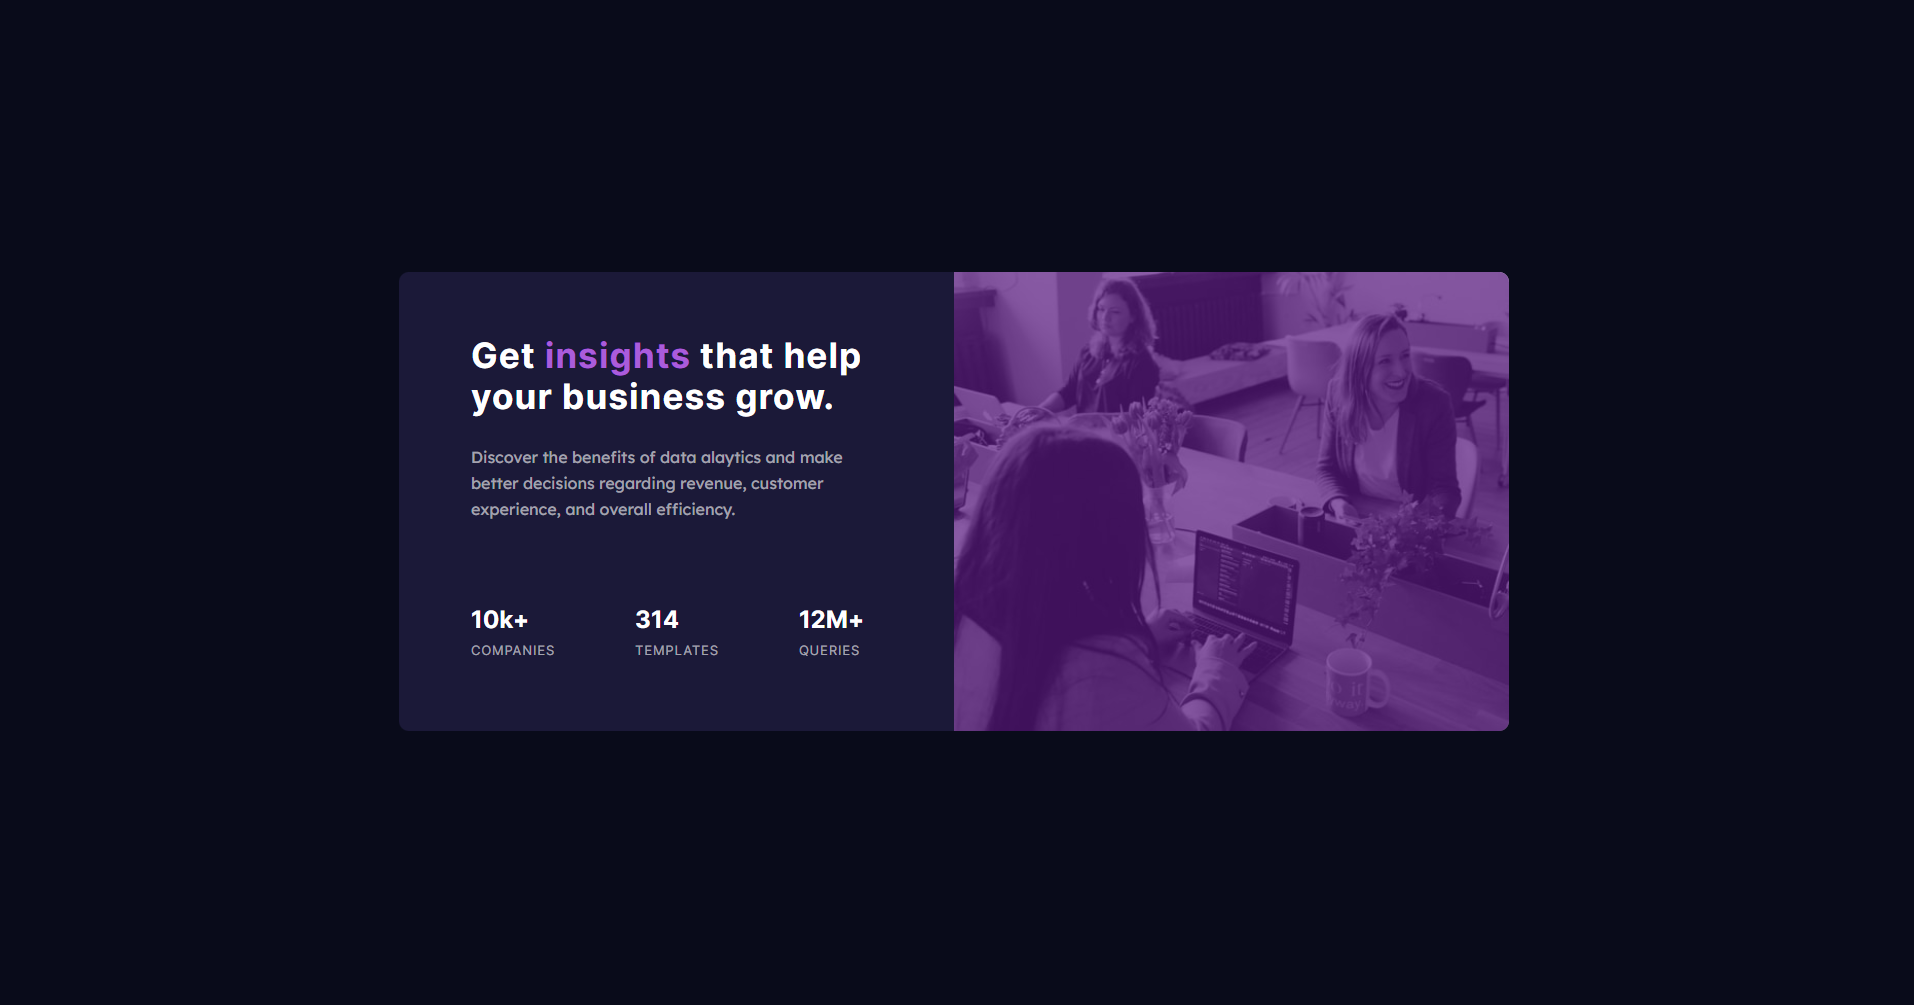 Get insights that help
your business grow.
Discover the benefits of data alaytics and make
better decisions regarding revenue, customer
experience, and overall efficiency.
10k+ 314 12M+
COMPANIES TEMPLATES QUERIES